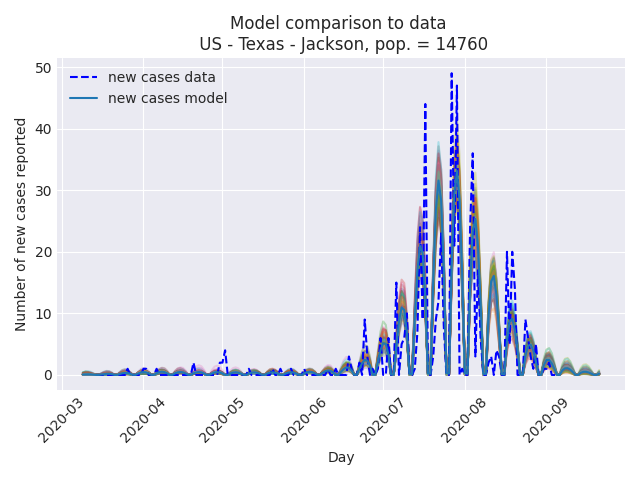 Model comparison to data
US - Texas - Jackson, pop. = 14760
new cases data
new cases model
Number of new cases reported
50
40
30
20
10
0
2020-03
2020-04
2020-05
2020-06
2020-07
2020-08
2020-09
Day